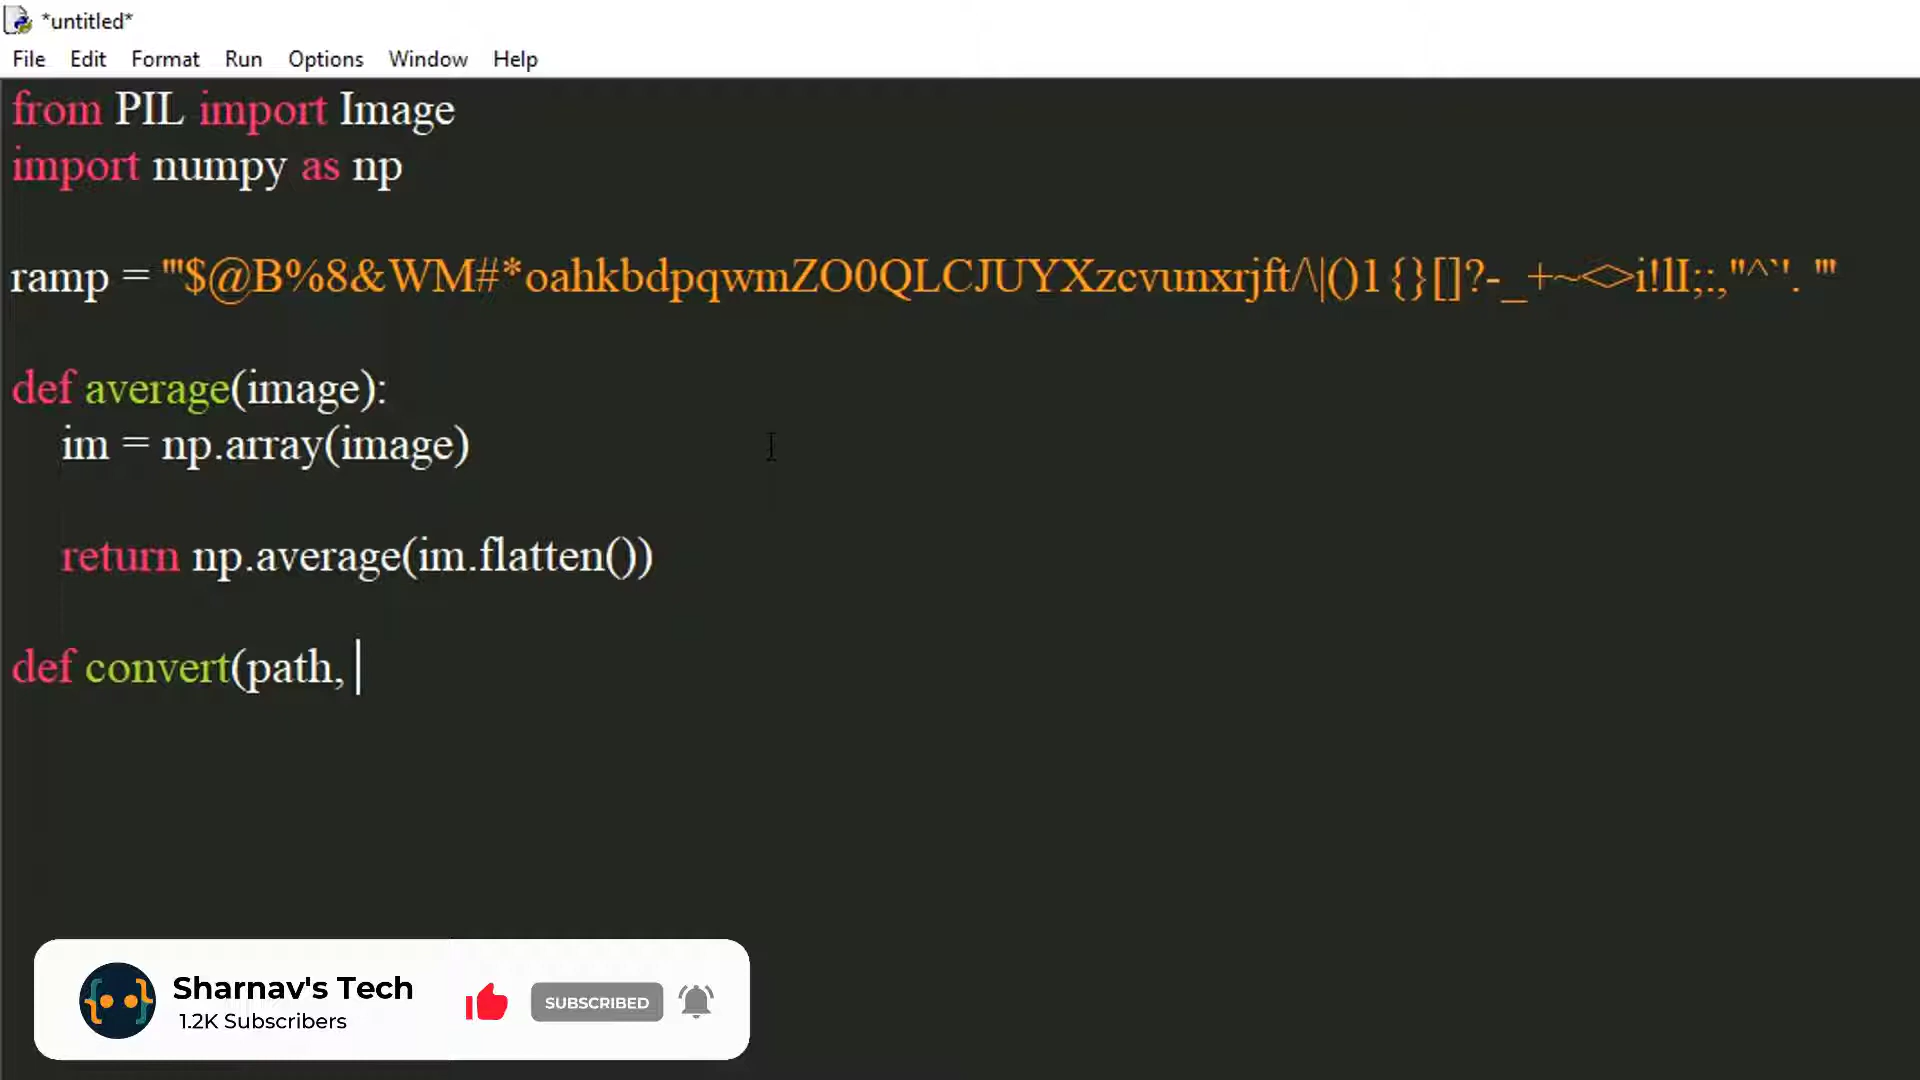 *untitled*
File Edit Format Run Options Window Help
from PIL import Image
import numpy as np
ramp = '''$@B%8&WM#*oahkbdpqwmZO0QLCJUYXzcvunxrjft/\|()1{}[]?-_+~<>i!lI;:,"^`'. '''
def average(image):
im = np.array(image)
return np.average(im.flatten())
def convert(path,
Sharnav's Tech
1.2K Subscribers
SUBSCRIBED